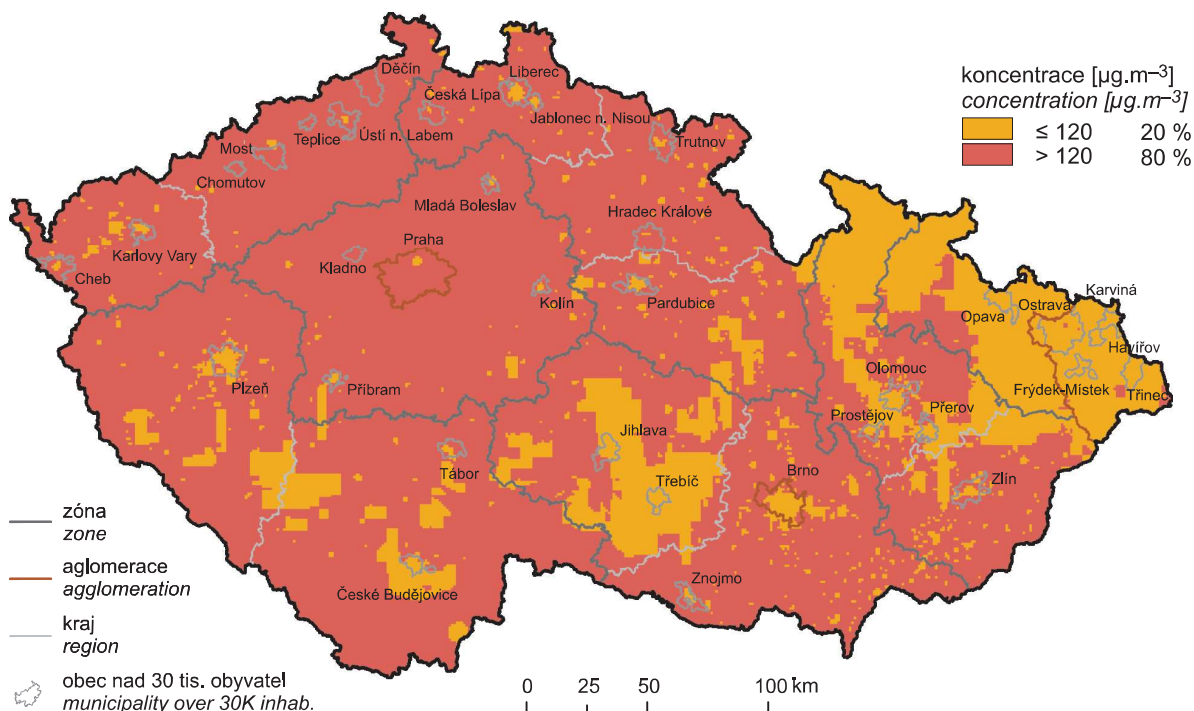 koncentrace [µg.m–³]
concentration [µg.m–³]
≤ 120 20 %
> 120 80 %
Děčín
Liberec
Česká Lípa
Jablonec n. Nisou
Teplice
Ústí n. Labem
Most
Trutnov
Chomutov
Mladá Boleslav
Hradec Králové
Praha
Karlovy Vary
Kladno
Cheb
Kolín
Pardubice
Karviná
Ostrava
Opava
Havířov
Olomouc
Frýdek-Místek
Třinec
Plzeň
Příbram
Prostějov
Přerov
Jihlava
Tábor
Třebíč
Brno
Zlín
České Budějovice
Znojmo
zóna
zone
aglomerace
agglomeration
kraj
region
obec nad 30 tis. obyvatel
municipality over 30K inhab.
0 25 50 100 km